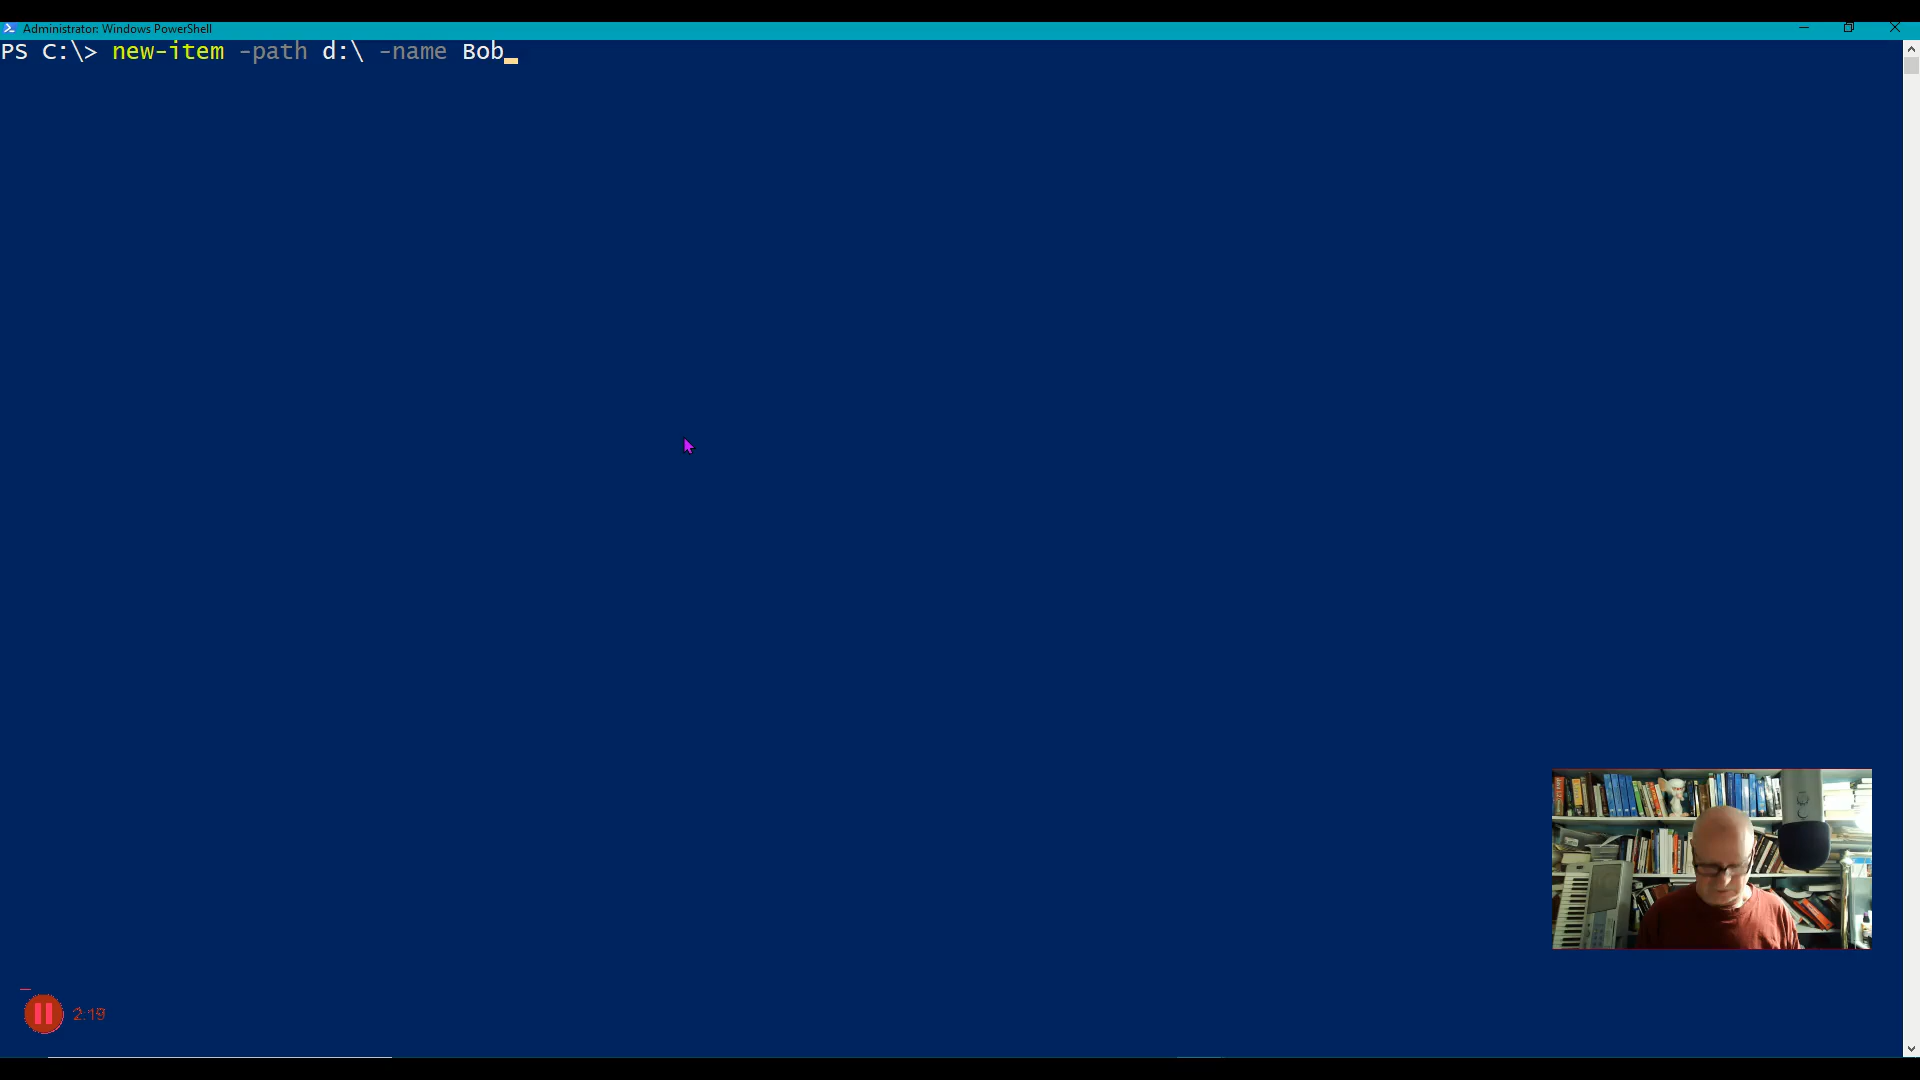 Administrator: Windows PowerShell
PS C:\> new-item -path d:\ -name Bob
2:19